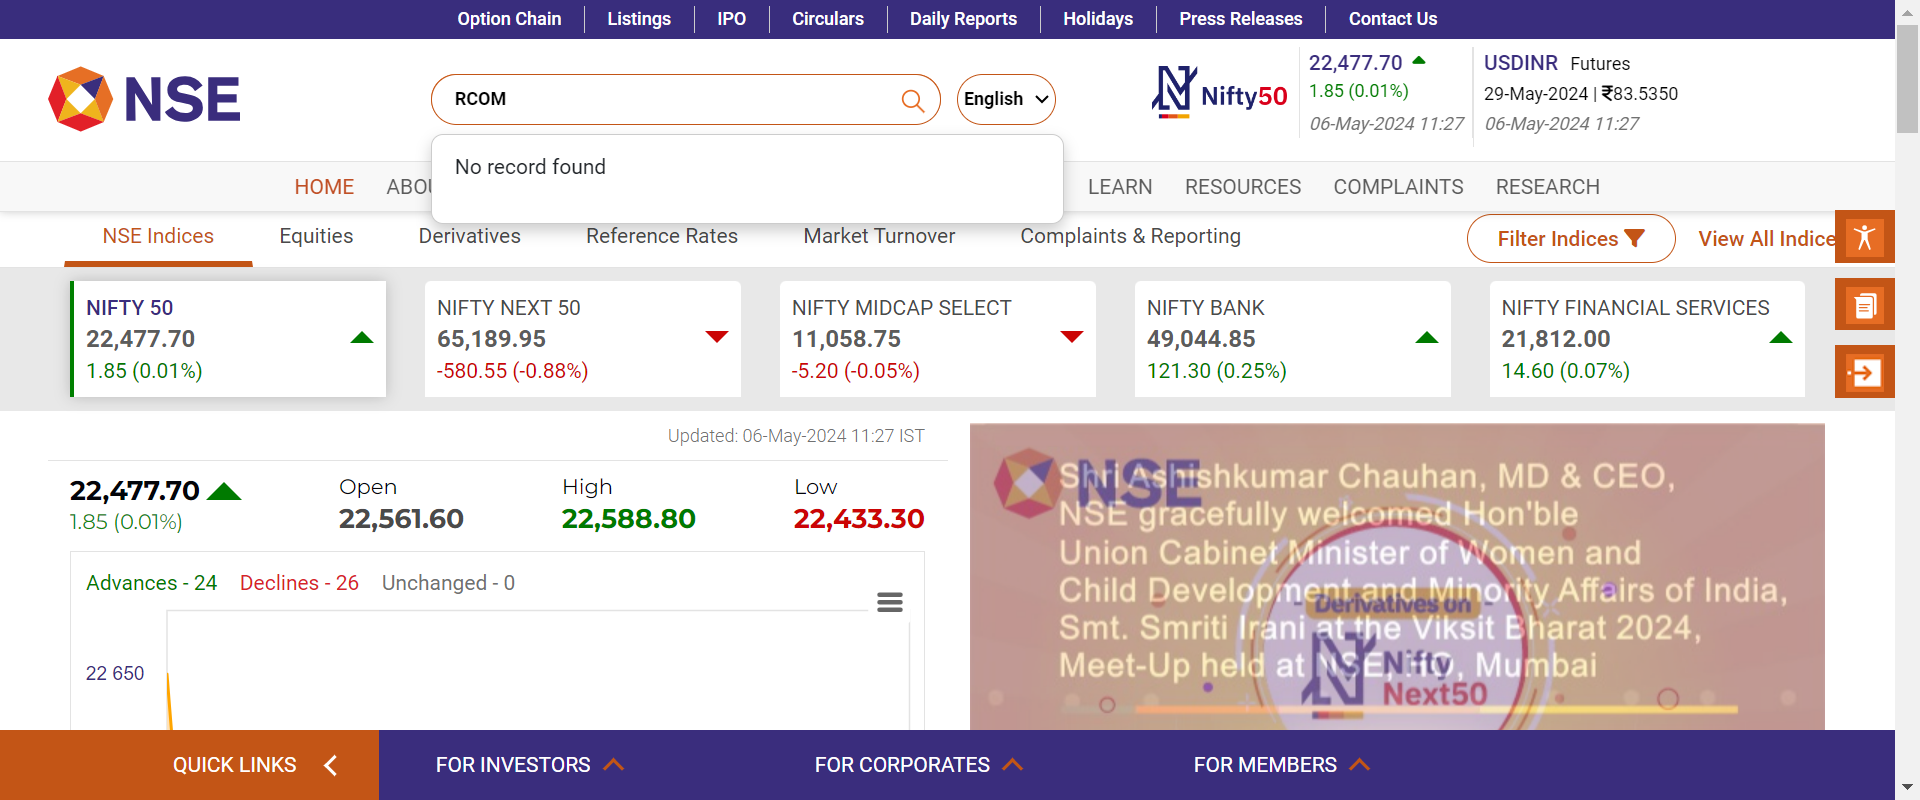 Option Chain
Listings
IPO
Circulars
Daily Reports
Holidays
Press Releases
Contact Us
NSE
RCOM
English
Nifty50
22,477.70
1.85 (0.01%)
06-May-2024 11:27
USDINR Futures
29-May-2024 | ₹83.5350
06-May-2024 11:27
No record found
HOME
ABOU
LEARN
RESOURCES
COMPLAINTS
RESEARCH
NSE Indices
Equities
Derivatives
Reference Rates
Market Turnover
Complaints & Reporting
Filter Indices
View All Indice
NIFTY 50
22,477.70
1.85 (0.01%)
NIFTY NEXT 50
65,189.95
-580.55 (-0.88%)
NIFTY MIDCAP SELECT
11,058.75
-5.20 (-0.05%)
NIFTY BANK
49,044.85
121.30 (0.25%)
NIFTY FINANCIAL SERVICES
21,812.00
14.60 (0.07%)
Updated: 06-May-2024 11:27 IST
22,477.70
1.85 (0.01%)
Open
22,561.60
High
22,588.80
Low
22,433.30
Advances - 24
Declines - 26
Unchanged - 0
22 650
NSE
Shri Ashishkumar Chauhan, MD & CEO,
NSE gracefully welcomed Hon'ble
Union Cabinet Minister of Women and
Child Development and Minority Affairs of India,
Smt. Smriti Irani at the Viksit Bharat 2024,
Meet-Up held at NSE, HO, Mumbai
- Derivatives on -
Nifty
Next50
QUICK LINKS
FOR INVESTORS
FOR CORPORATES
FOR MEMBERS